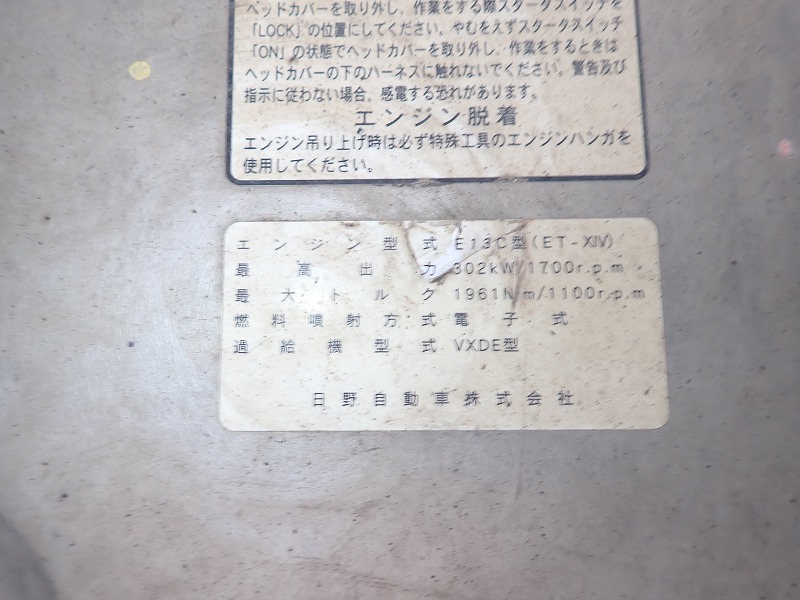 ヘッドカバーを取り外し、作業をする際スタータスイッチを
「LOCK」の位置にしてください。やむをえずスタータスイッチ
「ON」の状態でヘッドカバーを取り外し、作業をするときは
ヘッドカバーの下のハーネスに触れないでください。警告及び
指示に従わない場合、感電する恐れがあります。
エンジン脱着
エンジン吊り上げ時は必ず特殊工具のエンジンハンガを
使用してください。
エンジン型式 E13C型(ET-XIV)
最高出力 302kW/1700r.p.m
最大トルク 1961N.m/1100r.p.m
燃料噴射方式 電子式
過給機型式 VXDE型
日野自動車株式会社